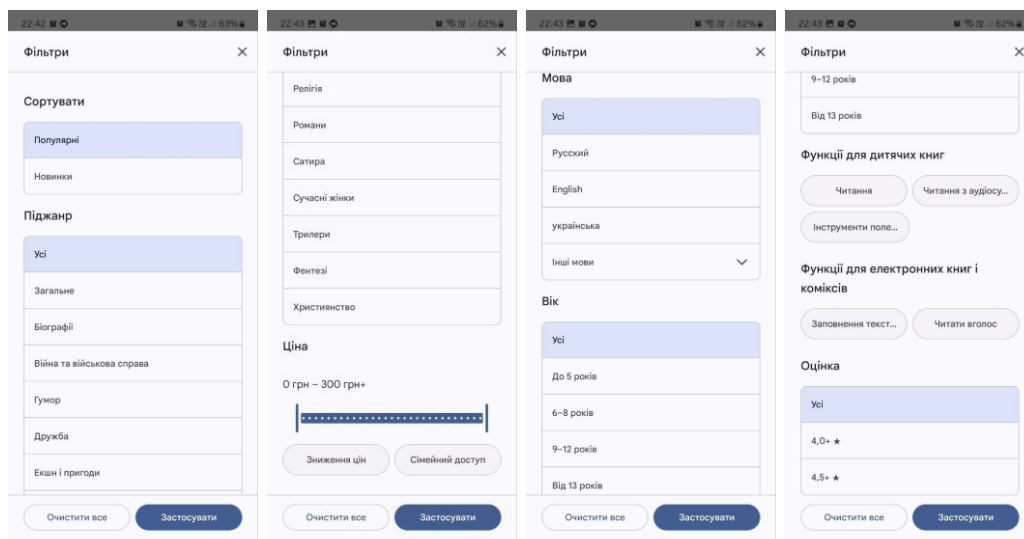 22:42
63%
Фільтри
Сортувати
Популярні
Новинки
Піджанр
Усі
Загальне
Біографії
Війна та військова справа
Гумор
Дружба
Екшн і пригоди
Очистити все
Застосувати
22:43
62%
Фільтри
Релігія
Романи
Сатира
Сучасні жінки
Трилери
Фентезі
Християнство
Ціна
0 грн – 300 грн+
Зниження цін
Сімейний доступ
Очистити все
Застосувати
22:43
62%
Фільтри
Мова
Усі
Русский
English
українська
Інші мови
Вік
Усі
До 5 років
6–8 років
9–12 років
Від 13 років
Очистити все
Застосувати
22:43
62%
Фільтри
9–12 років
Від 13 років
Функції для дитячих книг
Читання
Читання з аудіосу...
Інструменти поле...
Функції для електронних книг і
коміксів
Заповнення текст...
Читати вголос
Оцінка
Усі
4,0+ ★
4,5+ ★
Очистити все
Застосувати